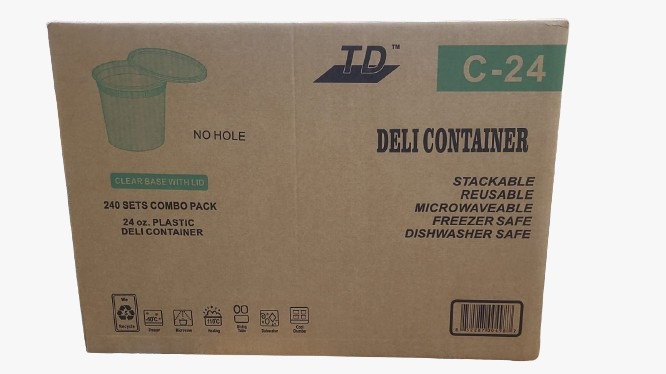 TD™
C-24
NO HOLE
DELI CONTAINER
CLEAR BASE WITH LID
240 SETS COMBO PACK
24 oz. PLASTIC
DELI CONTAINER
STACKABLE
REUSABLE
MICROWAVEABLE
FREEZER SAFE
DISHWASHER SAFE
Recycle